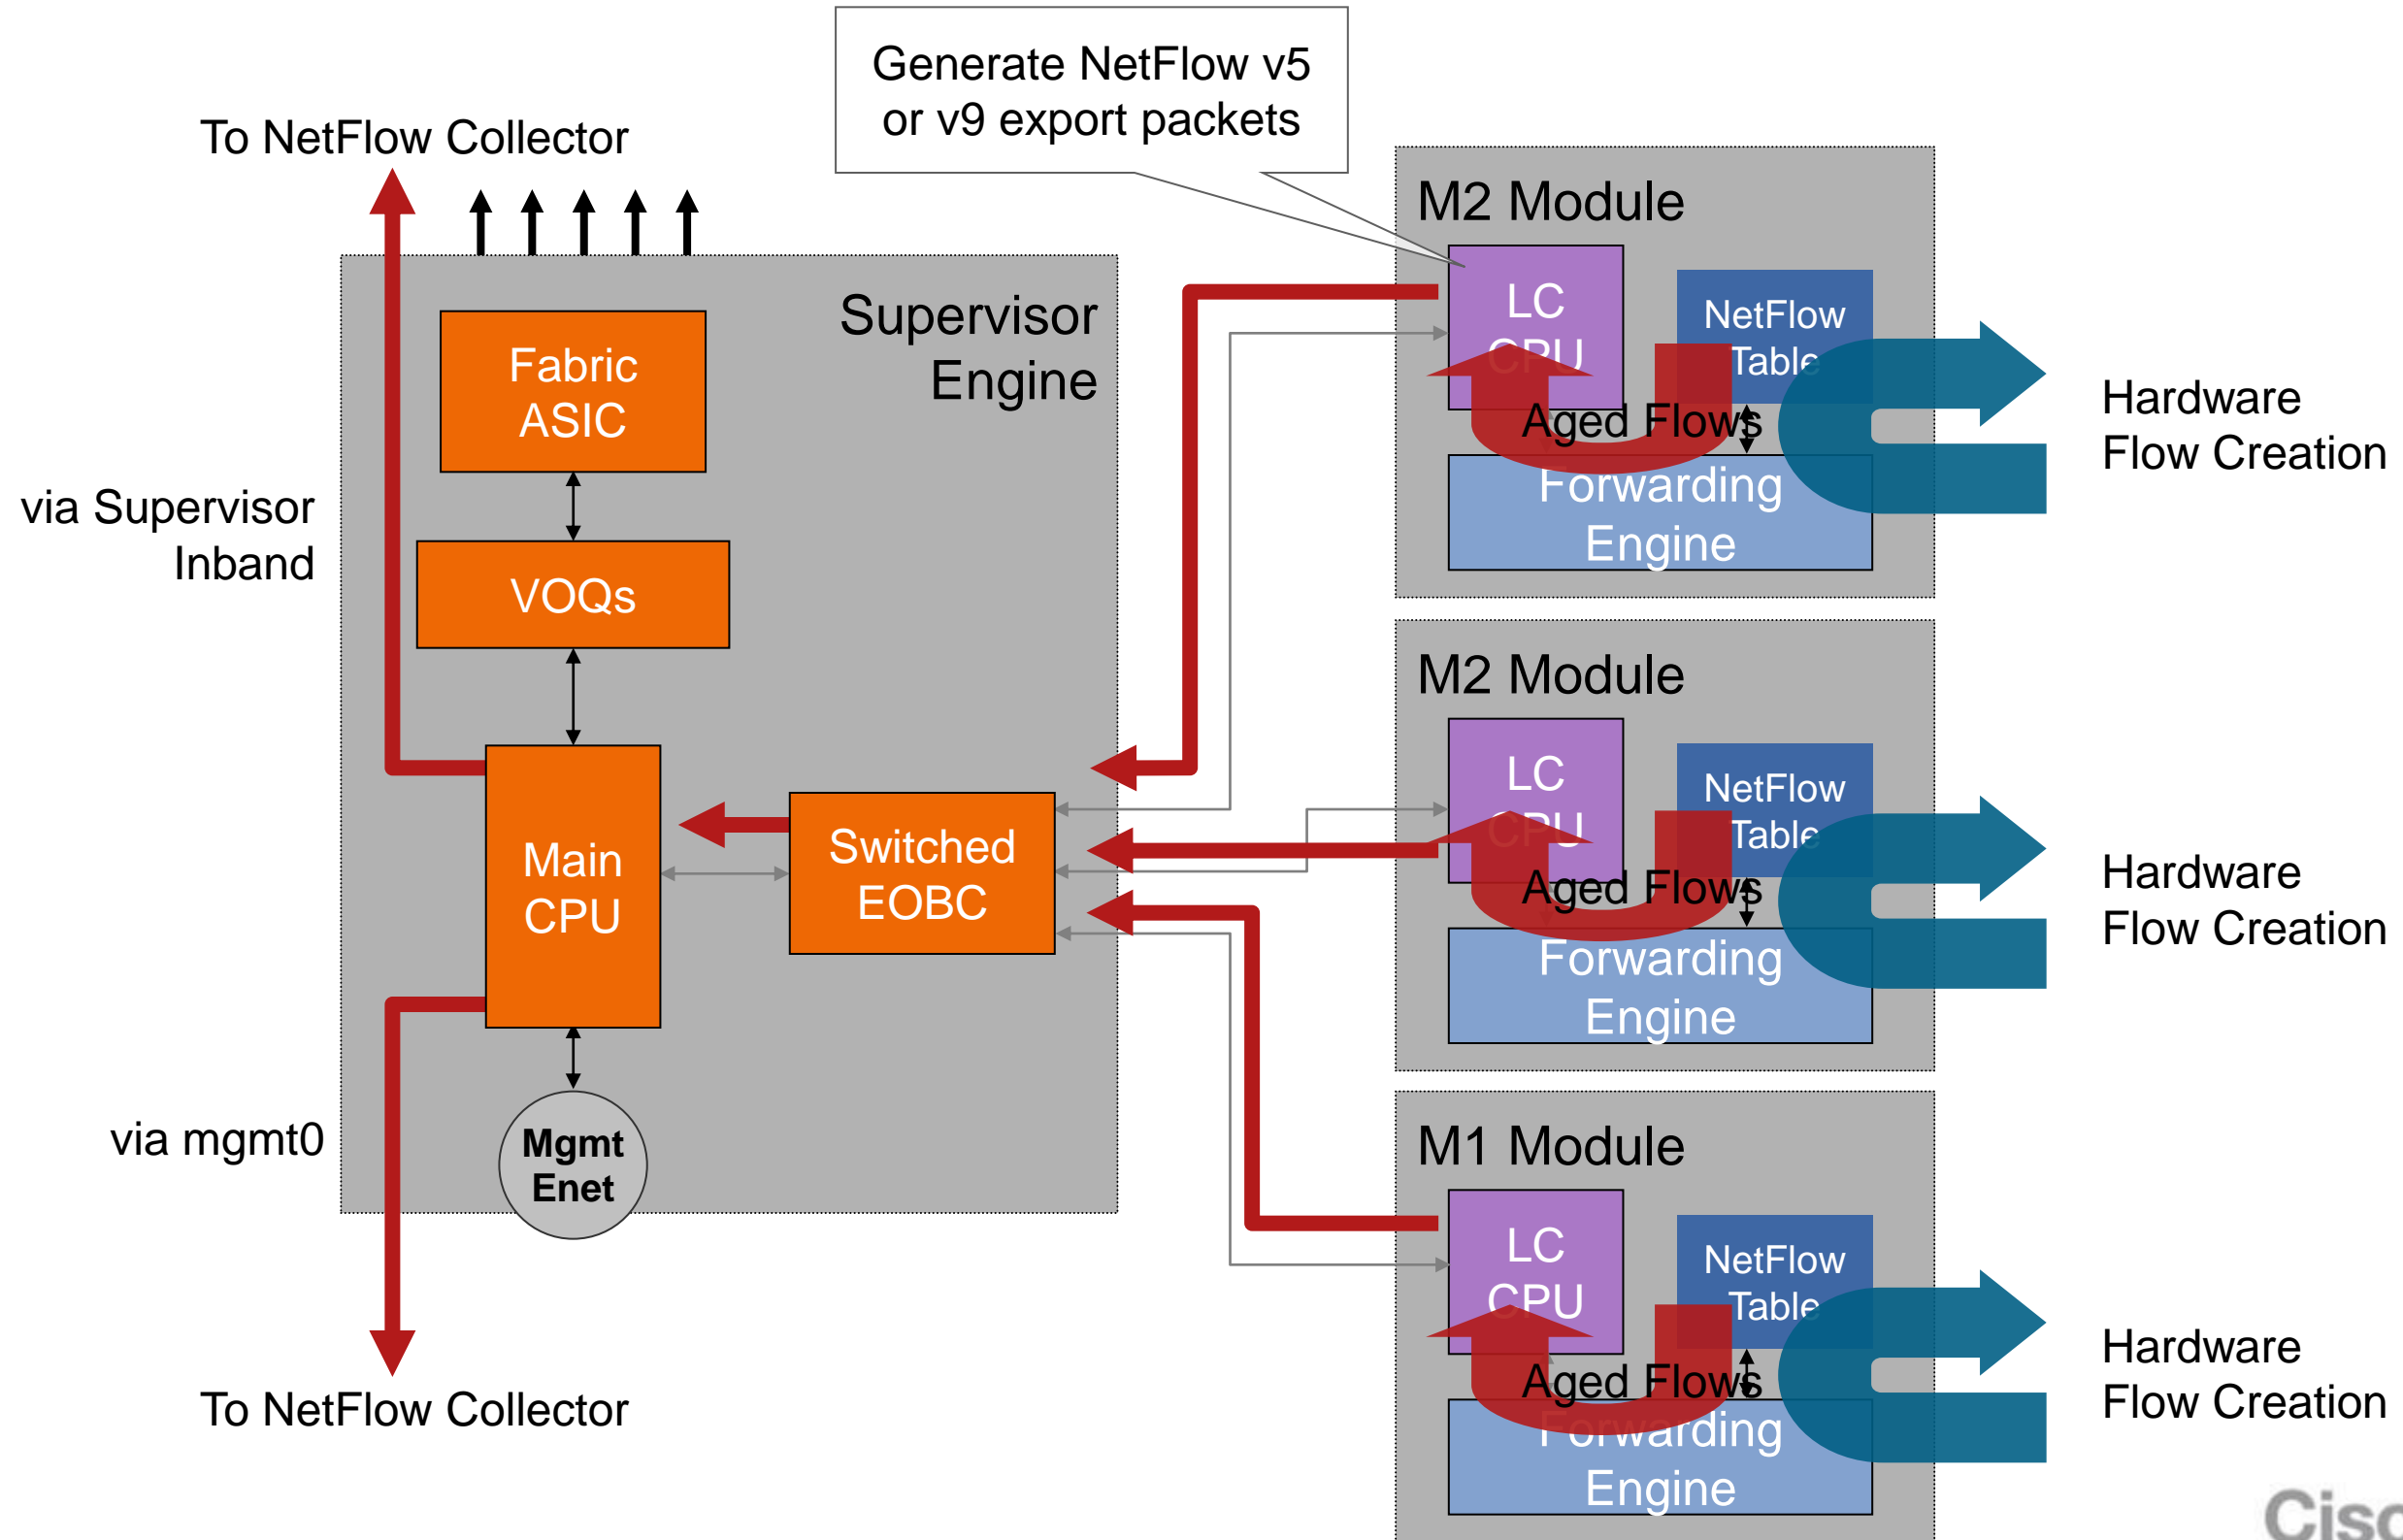 Generate NetFlow v5
or v9 export packets
To NetFlow Collector
Supervisor
Engine
Fabric
ASIC
via Supervisor
Inband
VOQs
Main
CPU
Switched
EOBC
via mgmt0
Mgmt
Enet
To NetFlow Collector
M2 Module
LC
CPU
NetFlow
Table
Aged Flows
Forwarding
Engine
Hardware
Flow Creation
M2 Module
LC
CPU
NetFlow
Table
Aged Flows
Forwarding
Engine
Hardware
Flow Creation
M1 Module
LC
CPU
NetFlow
Table
Aged Flows
Forwarding
Engine
Hardware
Flow Creation